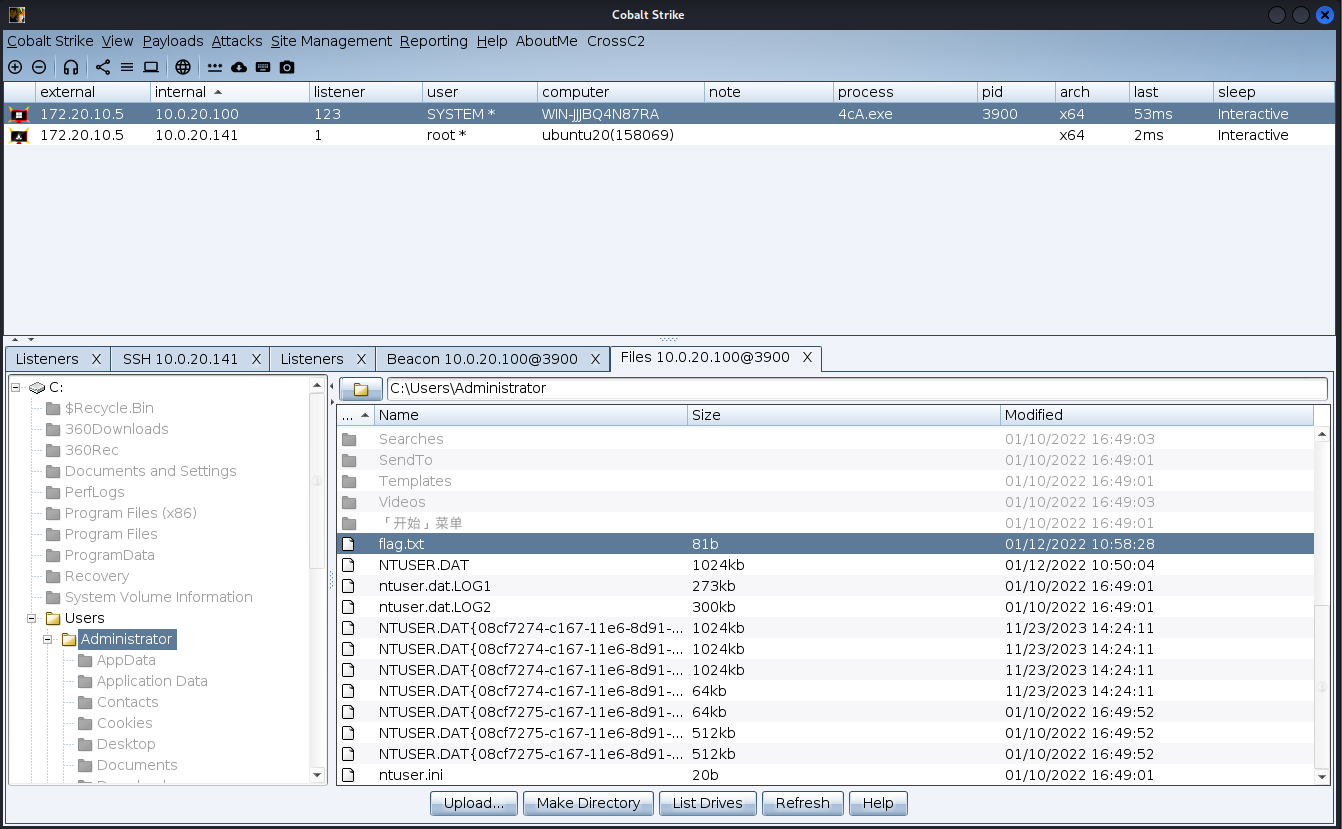 Cobalt Strike
Cobalt Strike View Payloads Attacks Site Management Reporting Help AboutMe CrossC2
external internal listener user computer note process pid arch last sleep
172.20.10.5 10.0.20.100 123 SYSTEM * WIN-JJJBQ4N87RA 4cA.exe 3900 x64 53ms Interactive
172.20.10.5 10.0.20.141 1 root * ubuntu20(158069) x64 2ms Interactive
Listeners X SSH 10.0.20.141 X Listeners X Beacon 10.0.20.100@3900 X Files 10.0.20.100@3900 X
C:
$Recycle.Bin
360Downloads
360Rec
Documents and Settings
PerfLogs
Program Files (x86)
Program Files
ProgramData
Recovery
System Volume Information
Users
Administrator
AppData
Application Data
Contacts
Cookies
Desktop
Documents
C:\Users\Administrator
... Name Size Modified
Searches 01/10/2022 16:49:03
SendTo 01/10/2022 16:49:01
Templates 01/10/2022 16:49:01
Videos 01/10/2022 16:49:03
「开始」菜单 01/10/2022 16:49:01
flag.txt 81b 01/12/2022 10:58:28
NTUSER.DAT 1024kb 01/12/2022 10:50:04
ntuser.dat.LOG1 273kb 01/10/2022 16:49:01
ntuser.dat.LOG2 300kb 01/10/2022 16:49:01
NTUSER.DAT{08cf7274-c167-11e6-8d91-... 1024kb 11/23/2023 14:24:11
NTUSER.DAT{08cf7274-c167-11e6-8d91-... 1024kb 11/23/2023 14:24:11
NTUSER.DAT{08cf7274-c167-11e6-8d91-... 1024kb 11/23/2023 14:24:11
NTUSER.DAT{08cf7274-c167-11e6-8d91-... 64kb 11/23/2023 14:24:11
NTUSER.DAT{08cf7275-c167-11e6-8d91-... 64kb 01/10/2022 16:49:52
NTUSER.DAT{08cf7275-c167-11e6-8d91-... 512kb 01/10/2022 16:49:52
NTUSER.DAT{08cf7275-c167-11e6-8d91-... 512kb 01/10/2022 16:49:52
ntuser.ini 20b 01/10/2022 16:49:01
Upload... Make Directory List Drives Refresh Help